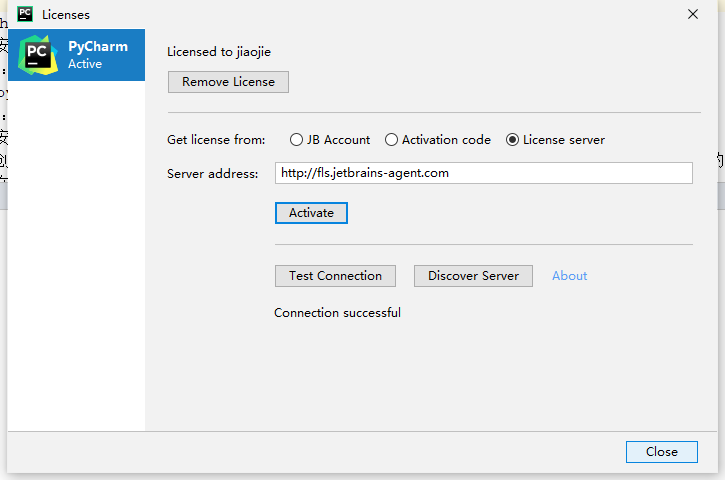 Licenses
PyCharm
Active
Licensed to jiaojie
Remove License
Get license from: JB Account Activation code License server
Server address: http://fls.jetbrains-agent.com
Activate
Test Connection Discover Server About
Connection successful
Close